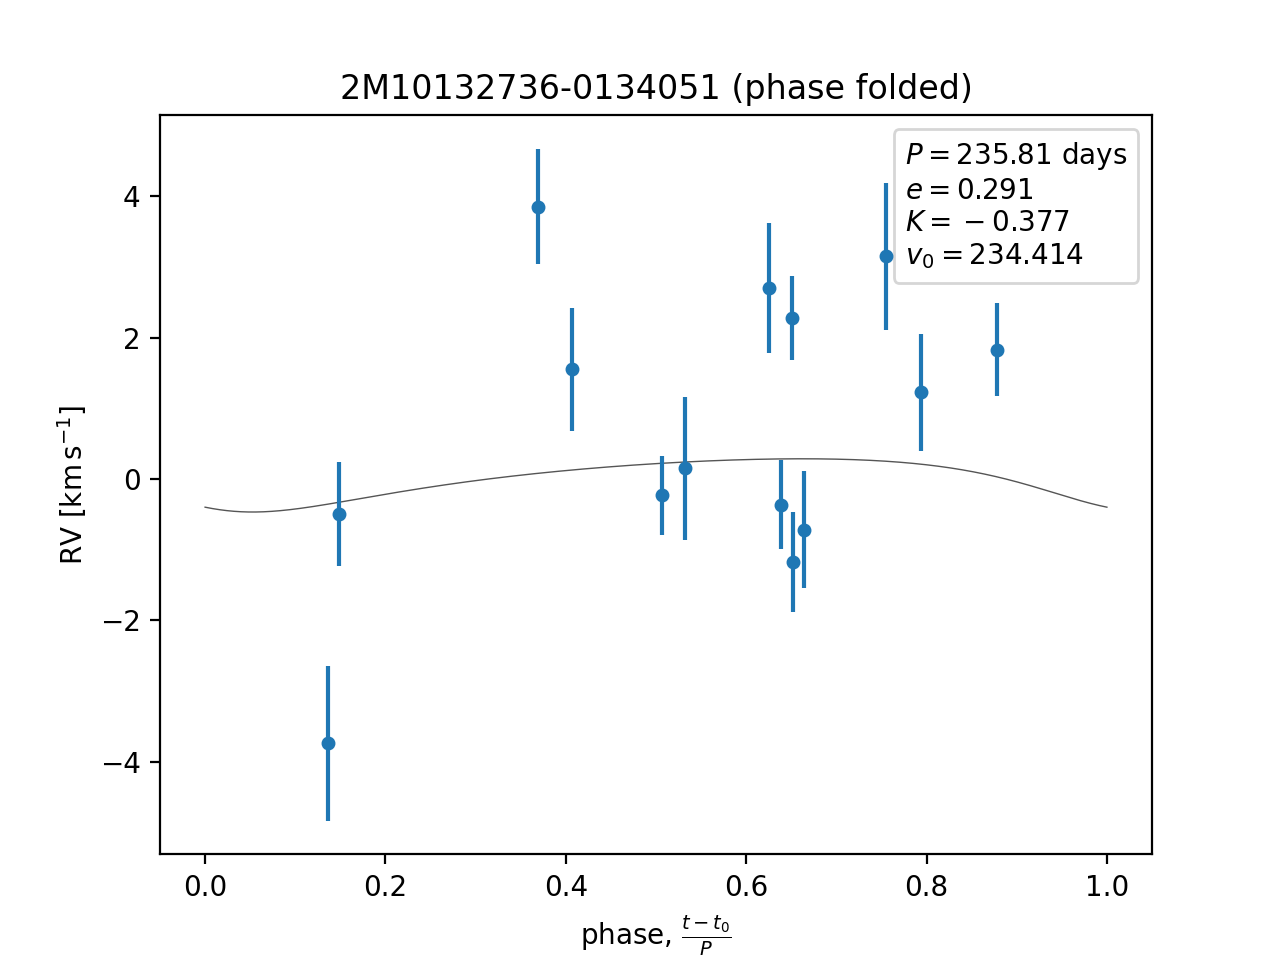 2M10132736-0134051 (phase folded)
P = 235.81 days
e = 0.291
K = −0.377
v₀ = 234.414
4
2
0
−2
−4
RV [km s⁻¹]
0.0 0.2 0.4 0.6 0.8 1.0
phase, (t − t₀)/P